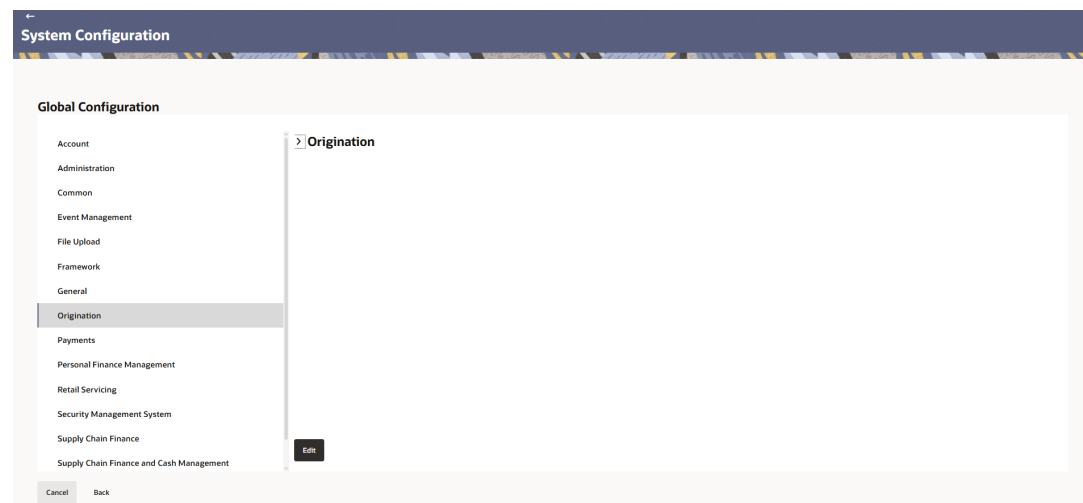 ←
System Configuration
Global Configuration
Account
Administration
Common
Event Management
File Upload
Framework
General
Origination
Payments
Personal Finance Management
Retail Servicing
Security Management System
Supply Chain Finance
Supply Chain Finance and Cash Management
> Origination
Edit
Cancel Back